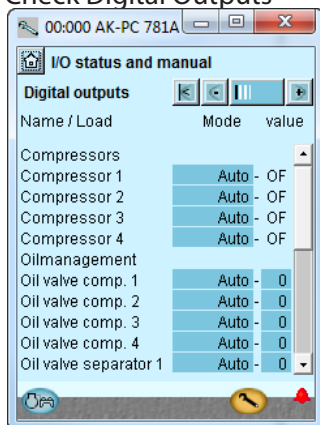 Check Digital Outputs
00:000 AK-PC 781A
I/O status and manual
Digital outputs
Name / Load Mode value
Compressors
Compressor 1 Auto - OF
Compressor 2 Auto - OF
Compressor 3 Auto - OF
Compressor 4 Auto - OF
Oilmanagement
Oil valve comp. 1 Auto - 0
Oil valve comp. 2 Auto - 0
Oil valve comp. 3 Auto - 0
Oil valve comp. 4 Auto - 0
Oil valve separator 1 Auto - 0